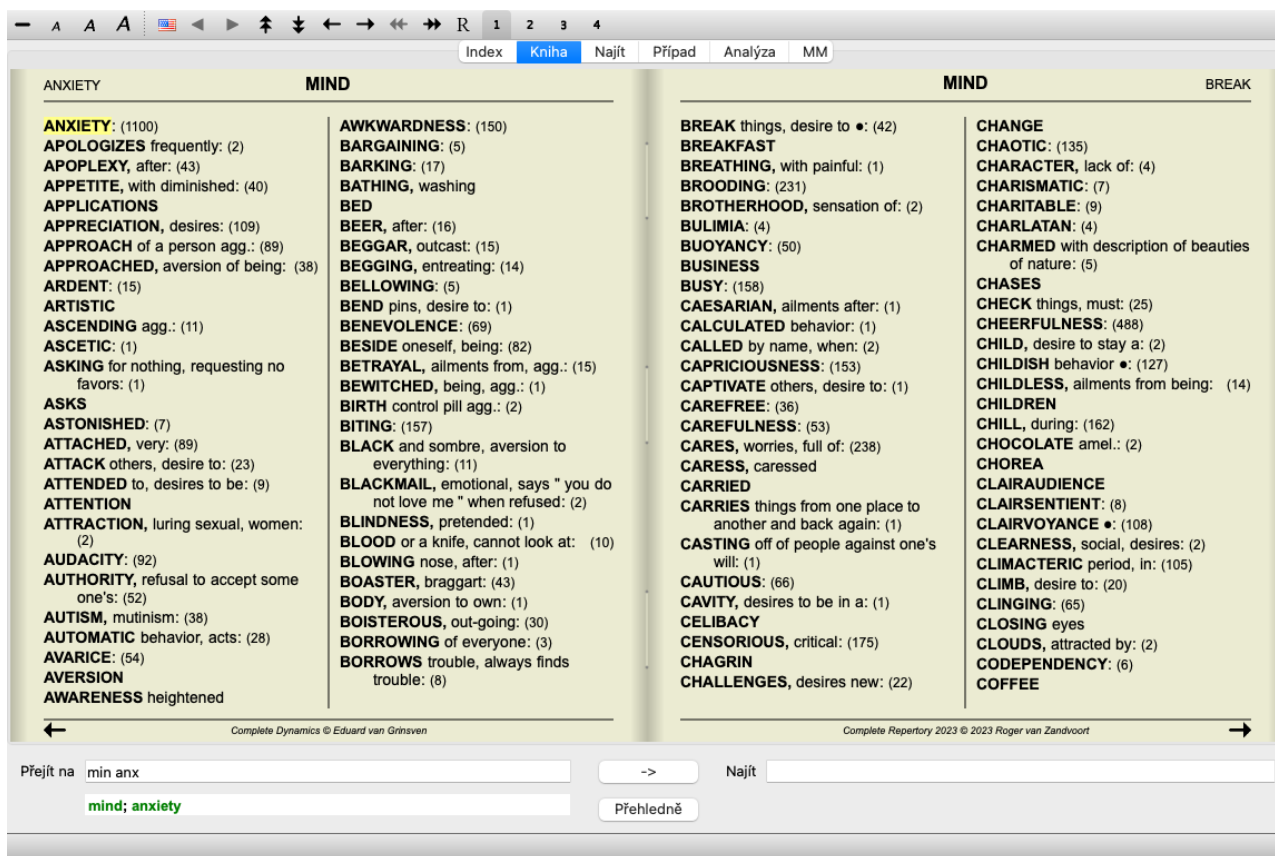 A A A R 1 2 3 4
Index Kniha Najít Případ Analýza MM
ANXIETY MIND
ANXIETY: (1100)
APOLOGIZES frequently: (2)
APOPLEXY, after: (43)
APPETITE, with diminished: (40)
APPLICATIONS
APPRECIATION, desires: (109)
APPROACH of a person agg.: (89)
APPROACHED, aversion of being: (38)
ARDENT: (15)
ARTISTIC
ASCENDING agg.: (11)
ASCETIC: (1)
ASKING for nothing, requesting no
favors: (1)
ASKS
ASTONISHED: (7)
ATTACHED, very: (89)
ATTACK others, desire to: (23)
ATTENDED to, desires to be: (9)
ATTENTION
ATTRACTION, luring sexual, women:
(2)
AUDACITY: (92)
AUTHORITY, refusal to accept some
one's: (52)
AUTISM, mutinism: (38)
AUTOMATIC behavior, acts: (28)
AVARICE: (54)
AVERSION
AWARENESS heightened
AWKWARDNESS: (150)
BARGAINING: (5)
BARKING: (17)
BATHING, washing
BED
BEER, after: (16)
BEGGAR, outcast: (15)
BEGGING, entreating: (14)
BELLOWING: (5)
BEND pins, desire to: (1)
BENEVOLENCE: (69)
BESIDE oneself, being: (82)
BETRAYAL, ailments from, agg.: (15)
BEWITCHED, being, agg.: (1)
BIRTH control pill agg.: (2)
BITING: (157)
BLACK and sombre, aversion to
everything: (11)
BLACKMAIL, emotional, says " you do
not love me " when refused: (2)
BLINDNESS, pretended: (1)
BLOOD or a knife, cannot look at: (10)
BLOWING nose, after: (1)
BOASTER, braggart: (43)
BODY, aversion to own: (1)
BOISTEROUS, out-going: (30)
BORROWING of everyone: (3)
BORROWS trouble, always finds
trouble: (8)
Complete Dynamics © Eduard van Grinsven
MIND BREAK
BREAK things, desire to ●: (42)
BREAKFAST
BREATHING, with painful: (1)
BROODING: (231)
BROTHERHOOD, sensation of: (2)
BULIMIA: (4)
BUOYANCY: (50)
BUSINESS
BUSY: (158)
CAESARIAN, ailments after: (1)
CALCULATED behavior: (1)
CALLED by name, when: (2)
CAPRICIOUSNESS: (153)
CAPTIVATE others, desire to: (1)
CAREFREE: (36)
CAREFULNESS: (53)
CARES, worries, full of: (238)
CARESS, caressed
CARRIED
CARRIES things from one place to
another and back again: (1)
CASTING off of people against one's
will: (1)
CAUTIOUS: (66)
CAVITY, desires to be in a: (1)
CELIBACY
CENSORIOUS, critical: (175)
CHAGRIN
CHALLENGES, desires new: (22)
CHANGE
CHAOTIC: (135)
CHARACTER, lack of: (4)
CHARISMATIC: (7)
CHARITABLE: (9)
CHARLATAN: (4)
CHARMED with description of beauties
of nature: (5)
CHASES
CHECK things, must: (25)
CHEERFULNESS: (488)
CHILD, desire to stay a: (2)
CHILDISH behavior ●: (127)
CHILDLESS, ailments from being: (14)
CHILDREN
CHILL, during: (162)
CHOCOLATE amel.: (2)
CHOREA
CLAIRAUDIENCE
CLAIRSENTIENT: (8)
CLAIRVOYANCE ●: (108)
CLEARNESS, social, desires: (2)
CLIMACTERIC period, in: (105)
CLIMB, desire to: (20)
CLINGING: (65)
CLOSING eyes
CLOUDS, attracted by: (2)
CODEPENDENCY: (6)
COFFEE
Complete Repertory 2023 © 2023 Roger van Zandvoort
Přejít na min anx -> Najít
mind; anxiety Přehledně